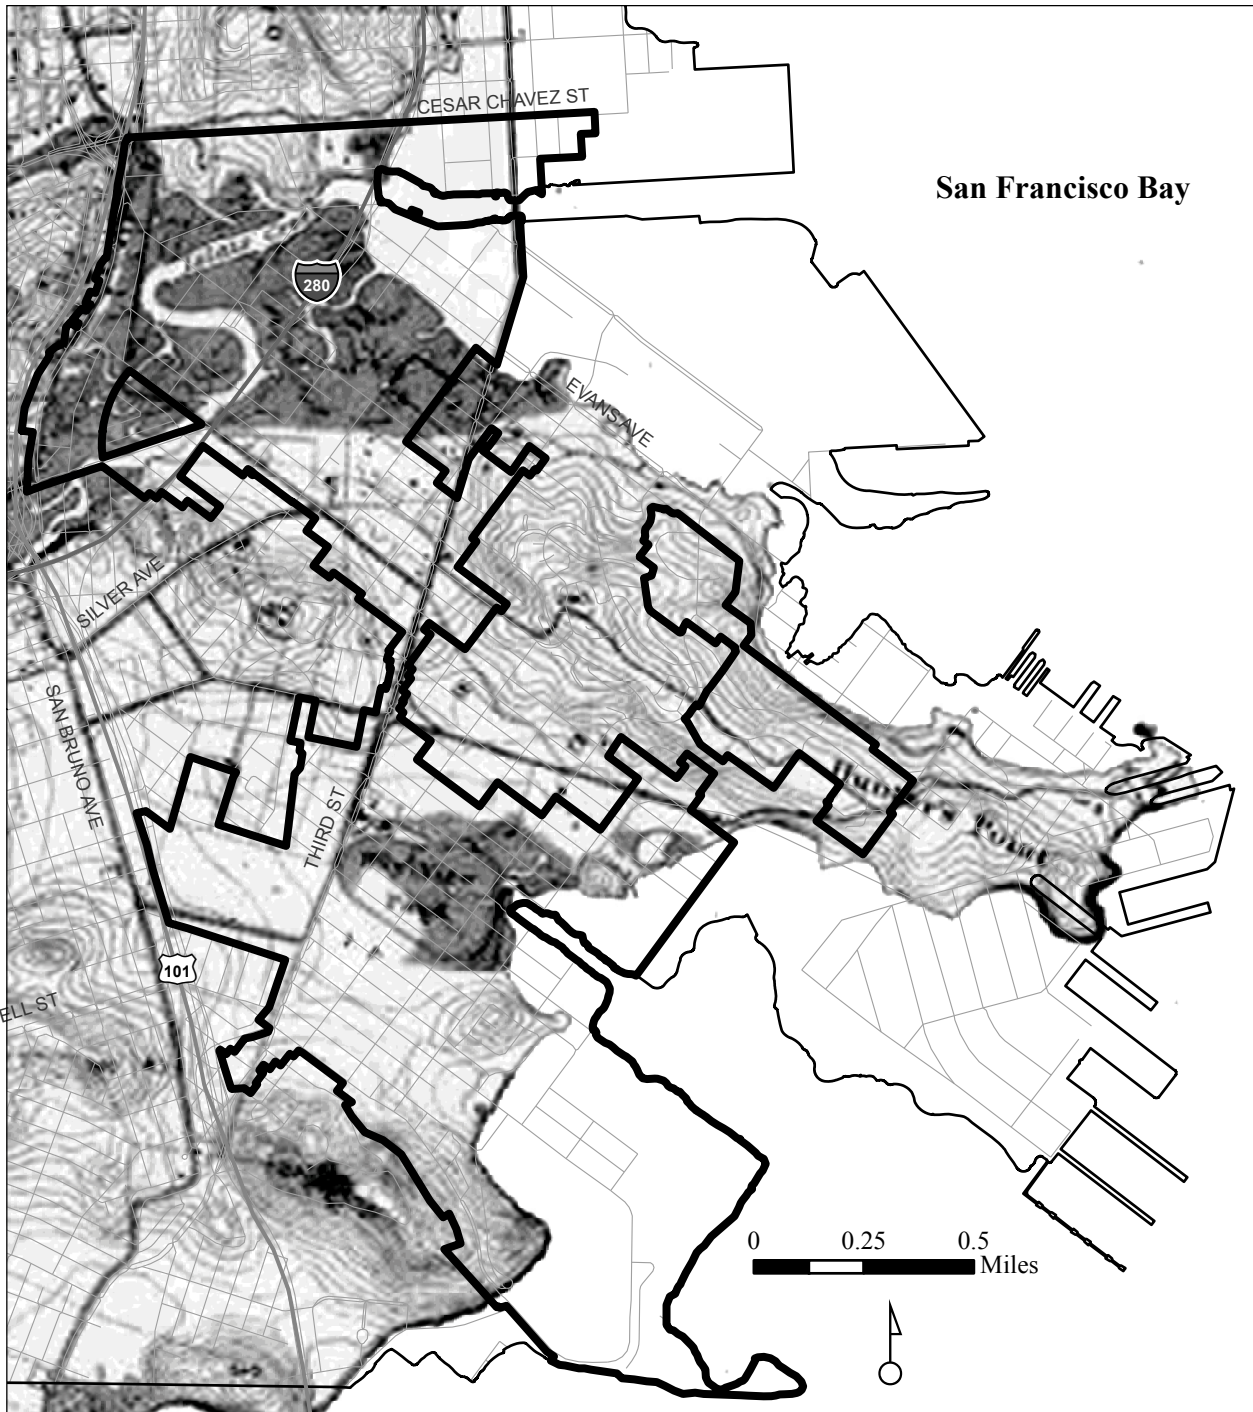 CESAR CHAVEZ ST
San Francisco Bay
280
EVANS AVE
SILVER AVE
SAN BRUNO AVE
THIRD ST
Point
101
ELL ST
0 0.25 0.5
Miles